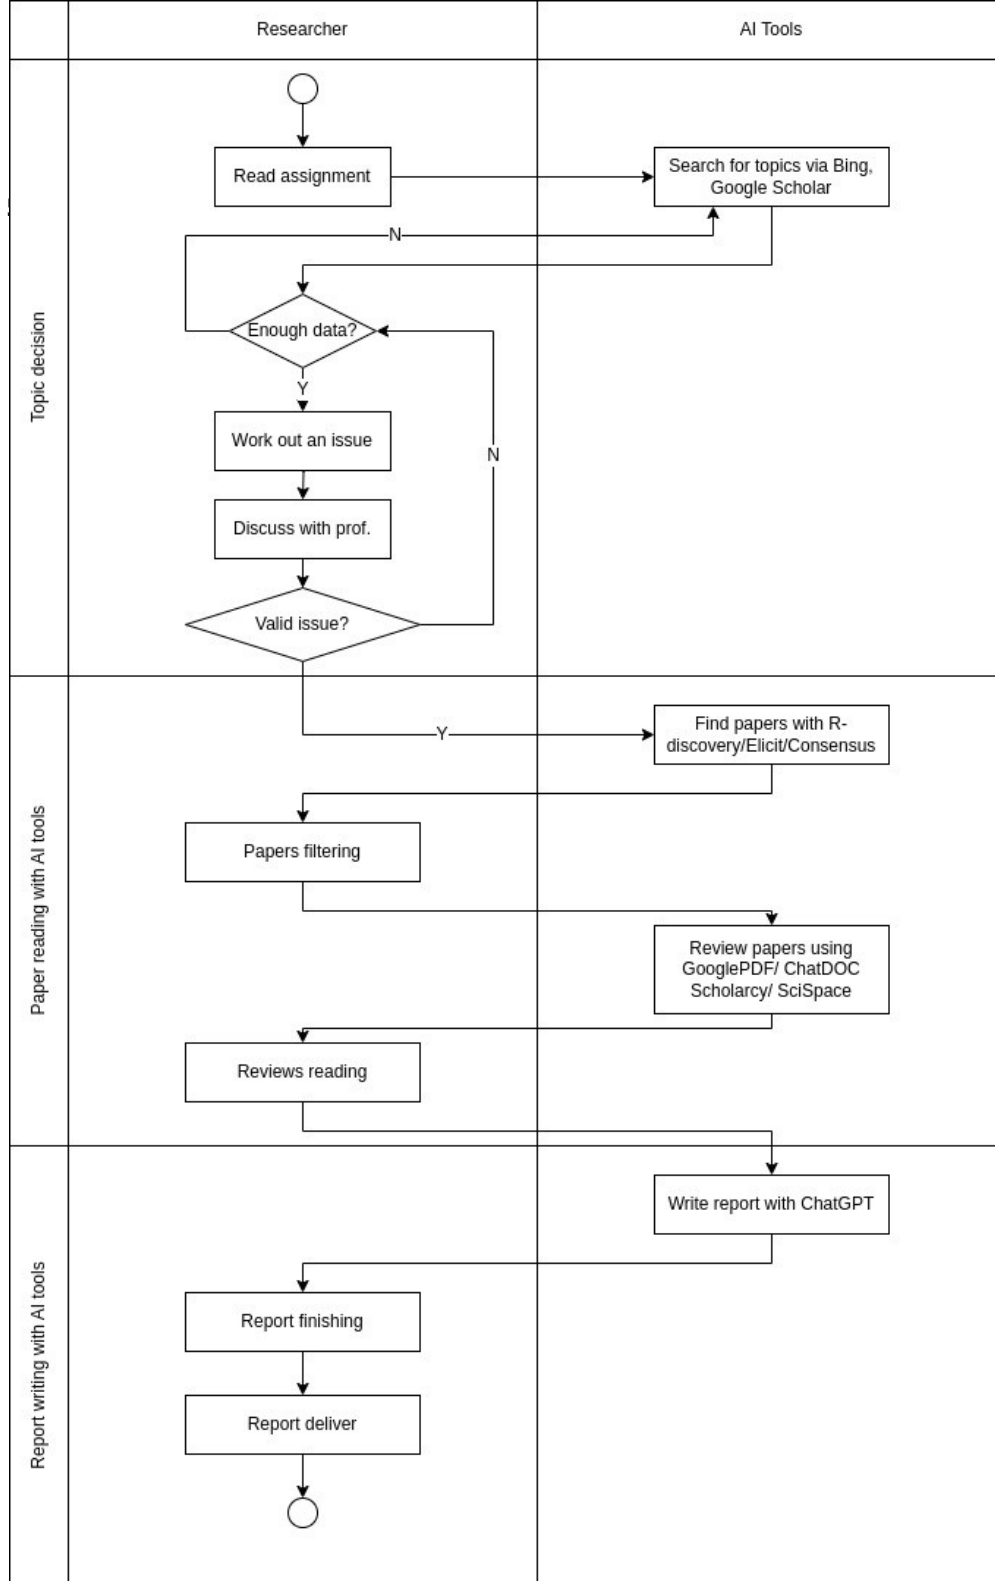 Researcher
AI Tools
Topic decision
Read assignment
Search for topics via Bing,
Google Scholar
N
Enough data?
Y
Work out an issue
N
Discuss with prof.
Valid issue?
Paper reading with AI tools
Y
Find papers with R-
discovery/Elicit/Consensus
Papers filtering
Review papers using
GooglePDF/ ChatDOC
Scholarcy/ SciSpace
Reviews reading
Report writing with AI tools
Write report with ChatGPT
Report finishing
Report deliver